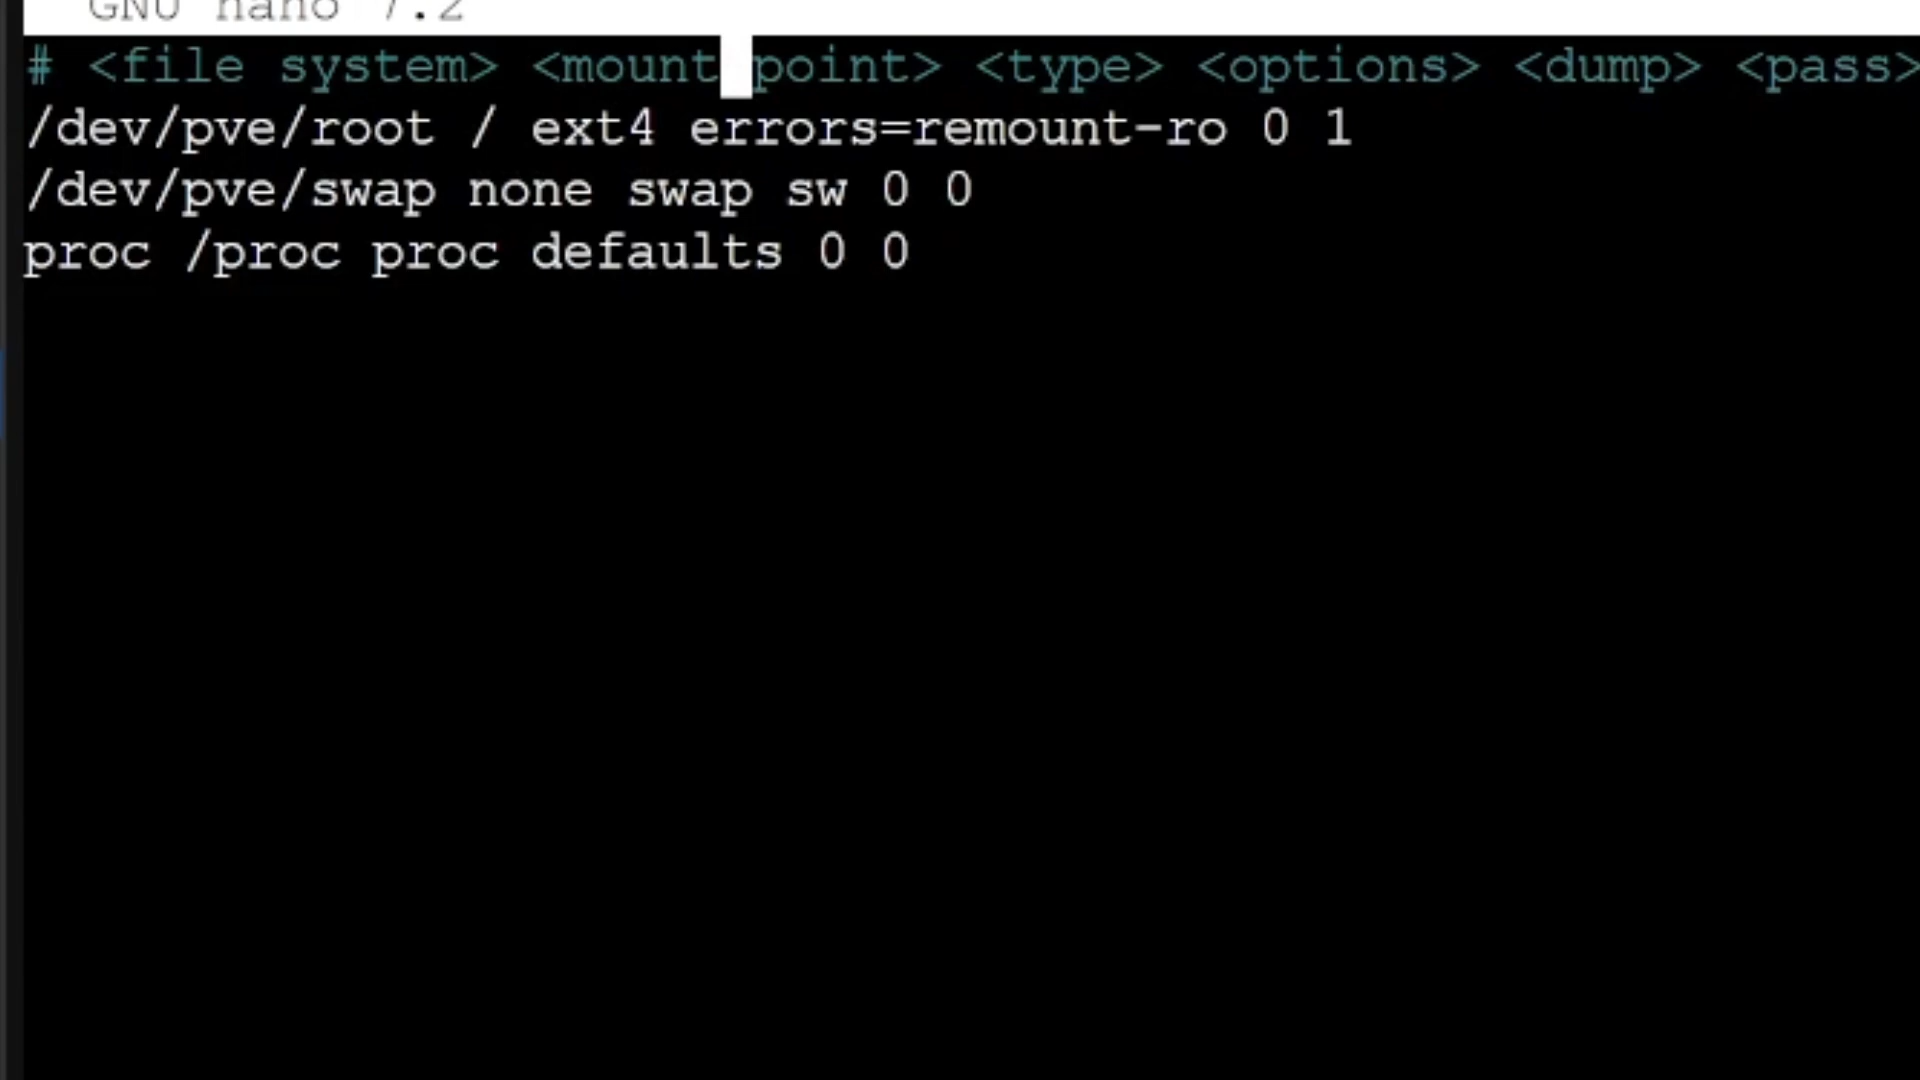 GNU nano 7.2
# <file system> <mount point> <type> <options> <dump> <pass>
/dev/pve/root / ext4 errors=remount-ro 0 1
/dev/pve/swap none swap sw 0 0
proc /proc proc defaults 0 0